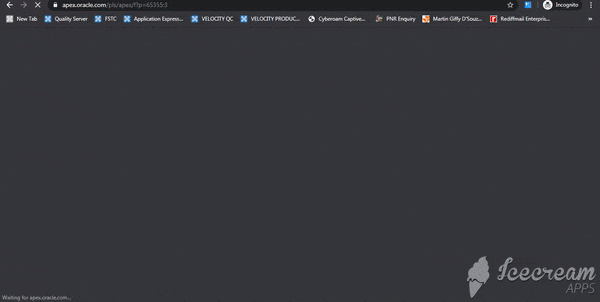 apex.oracle.com/pls/apex/f?p=45355:3
Incognito
New Tab Quality Server FSTC Application Express... VELOCITY QC VELOCITY PRODUC... Cyberoam Captive... PNR Enquiry Martin Giffy D'Souz... Rediffmail Enterpris... »
Icecream
APPS
Waiting for apex.oracle.com...